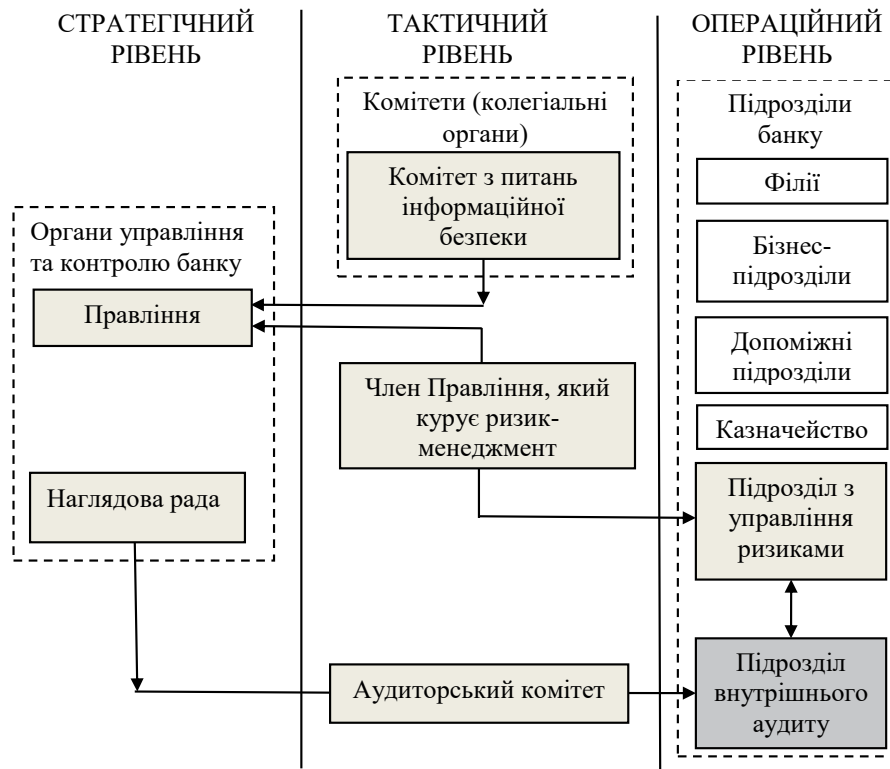 СТРАТЕГІЧНИЙ
РІВЕНЬ
ТАКТИЧНИЙ
РІВЕНЬ
ОПЕРАЦІЙНИЙ
РІВЕНЬ
Органи управління
та контролю банку
Правління
Наглядова рада
Комітети (колегіальні
органи)
Комітет з питань
інформаційної
безпеки
Член Правління, який
курує ризик-
менеджмент
Аудиторський комітет
Підрозділи
банку
Філії
Бізнес-
підрозділи
Допоміжні
підрозділи
Казначейство
Підрозділ з
управління
ризиками
Підрозділ
внутрішнього
аудиту